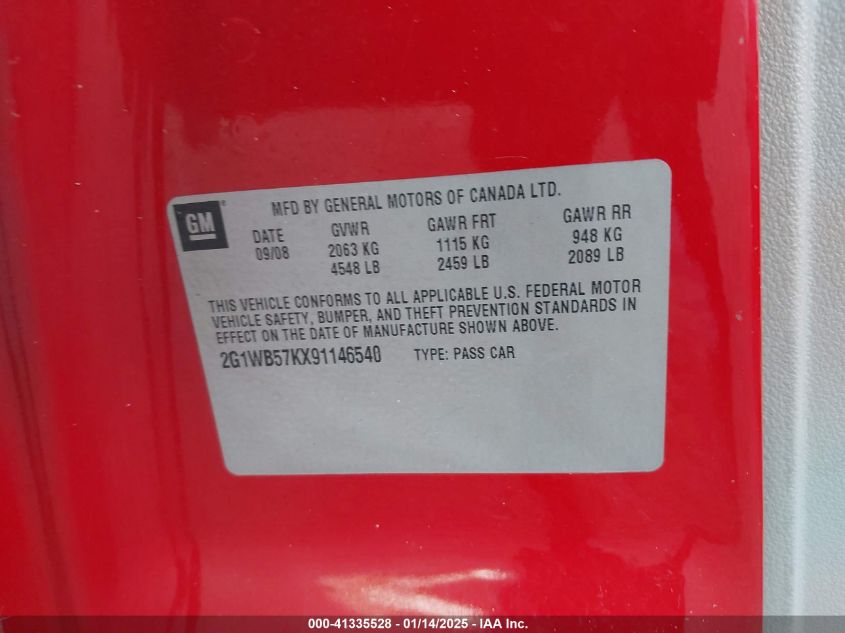 GM
MFD BY GENERAL MOTORS OF CANADA LTD.
DATE GVWR GAWR FRT GAWR RR
09/08 2063 KG 1115 KG 948 KG
4548 LB 2459 LB 2089 LB
THIS VEHICLE CONFORMS TO ALL APPLICABLE U.S. FEDERAL MOTOR
VEHICLE SAFETY, BUMPER, AND THEFT PREVENTION STANDARDS IN
EFFECT ON THE DATE OF MANUFACTURE SHOWN ABOVE.
2G1WB57KX91146540 TYPE: PASS CAR
000-41335528 - 01/14/2025 - IAA Inc.